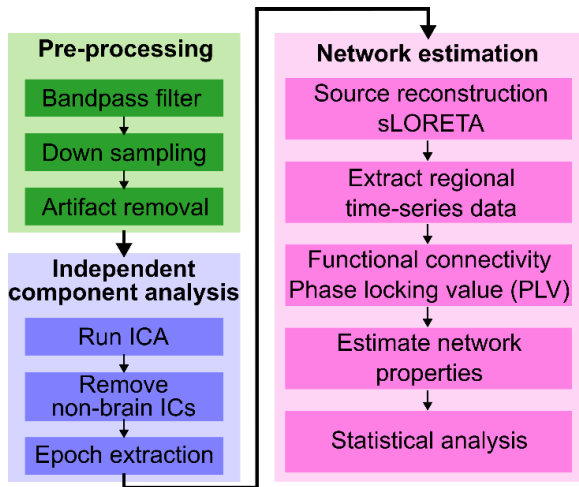 Pre-processing
Bandpass filter
Down sampling
Artifact removal
Independent
component analysis
Run ICA
Remove
non-brain ICs
Epoch extraction
Network estimation
Source reconstruction
sLORETA
Extract regional
time-series data
Functional connectivity
Phase locking value (PLV)
Estimate network
properties
Statistical analysis